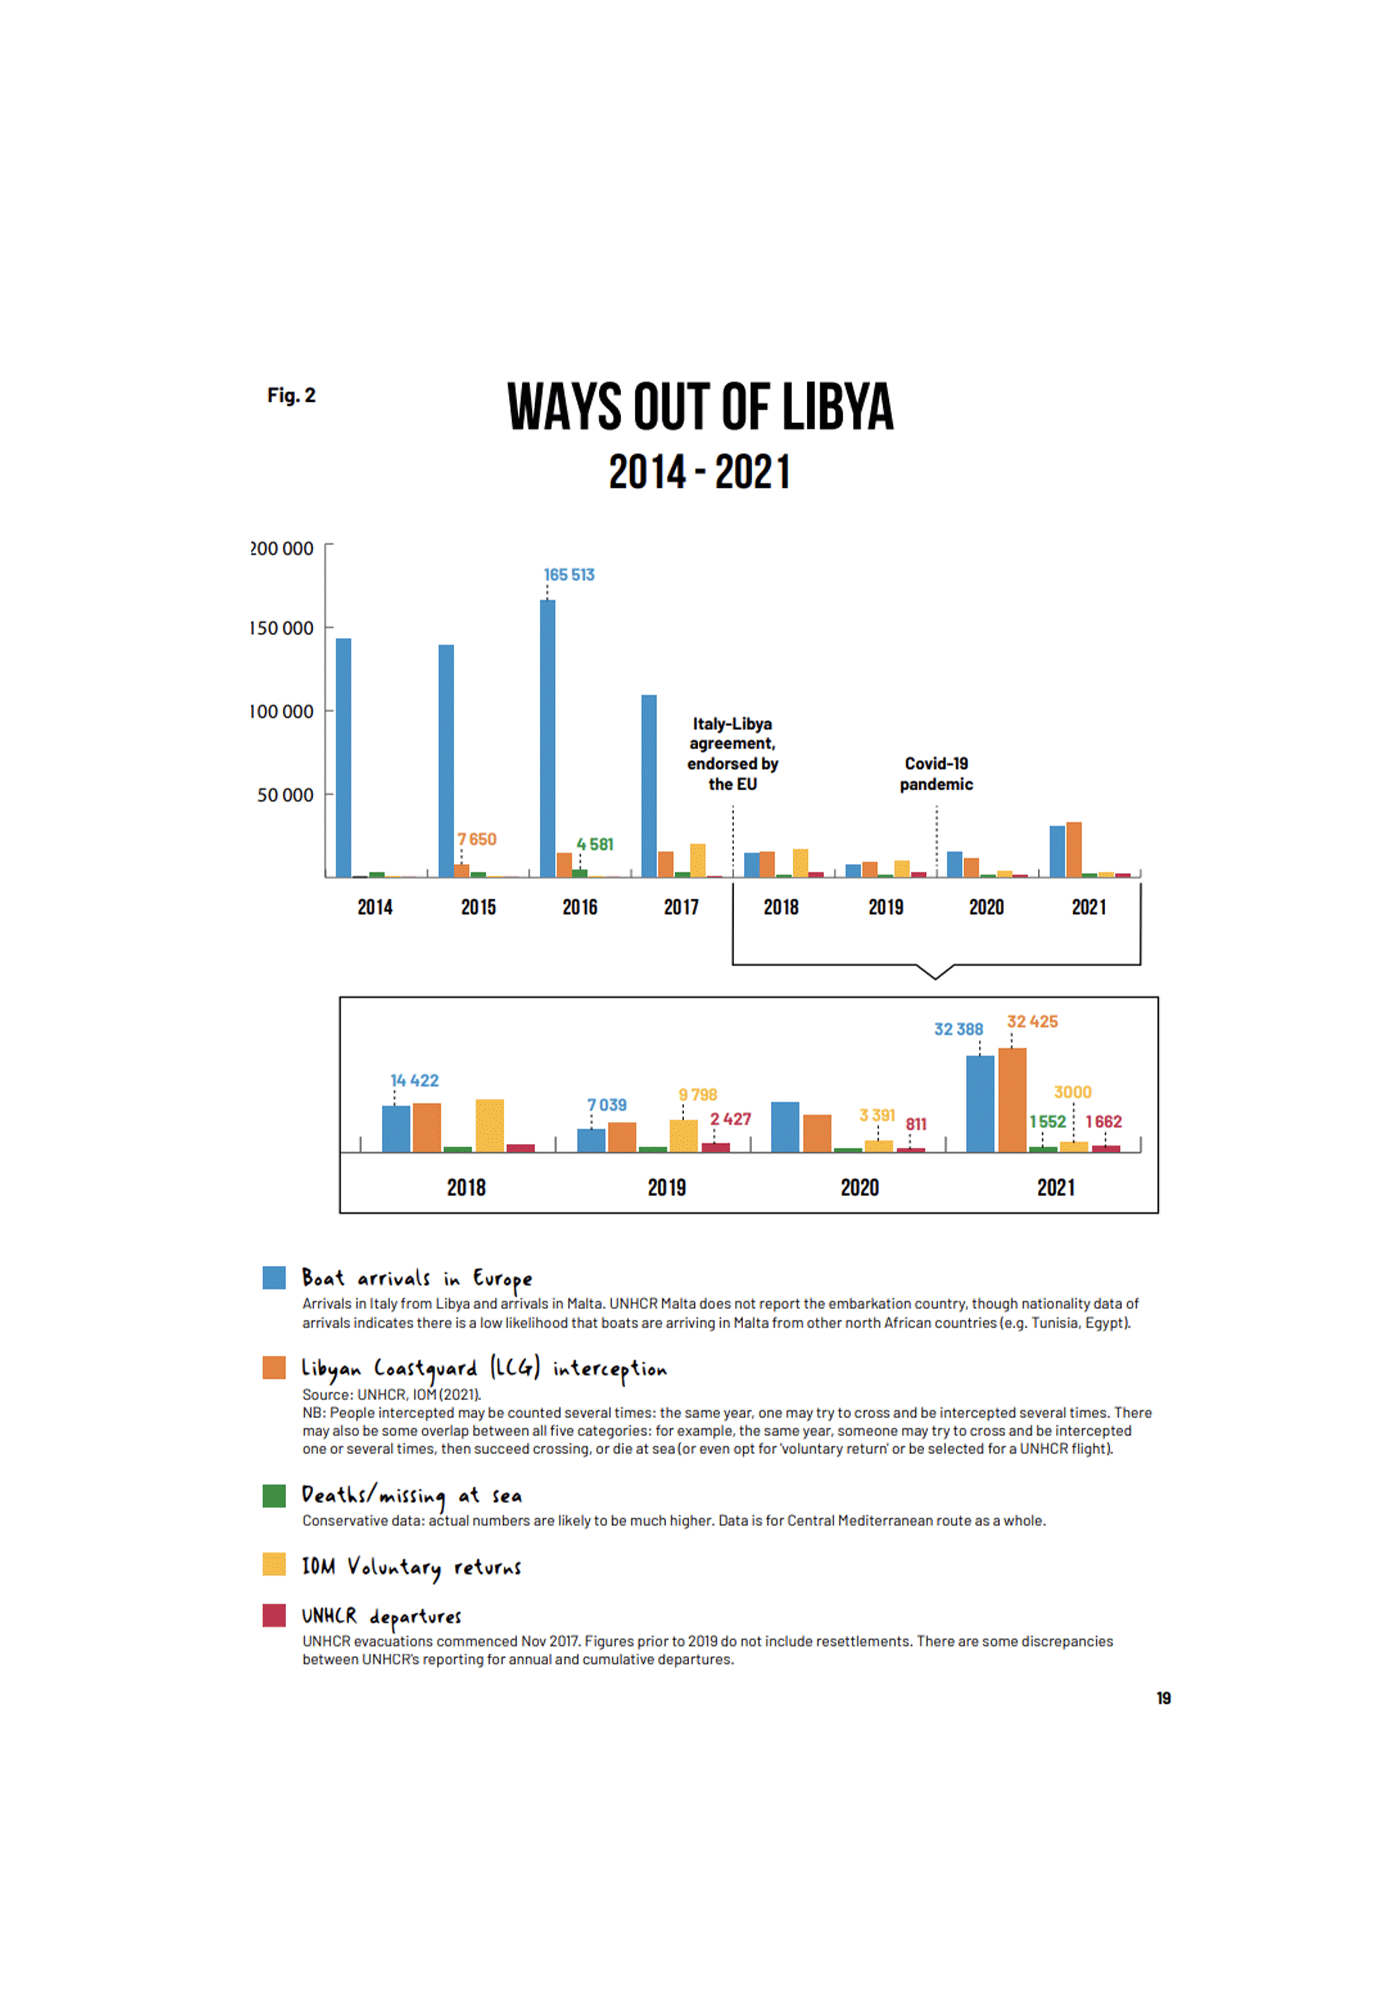 Fig. 2
WAYS OUT OF LIBYA
2014 - 2021
200 000
150 000
100 000
50 000
165 513
7 650
4 581
Italy-Libya
agreement,
endorsed by
the EU
Covid-19
pandemic
2014
2015
2016
2017
2018
2019
2020
2021
14 422
7 039
9 798
2 427
3 391
811
32 388
32 425
1 552
3000
1 662
2018
2019
2020
2021
Boat arrivals in Europe
Arrivals in Italy from Libya and arrivals in Malta. UNHCR Malta does not report the embarkation country, though nationality data of
arrivals indicates there is a low likelihood that boats are arriving in Malta from other north African countries (e.g. Tunisia, Egypt).
Libyan Coastguard (LCG) interception
Source: UNHCR, IOM (2021).
NB: People intercepted may be counted several times: the same year, one may try to cross and be intercepted several times. There
may also be some overlap between all five categories: for example, the same year, someone may try to cross and be intercepted
one or several times, then succeed crossing, or die at sea (or even opt for 'voluntary return' or be selected for a UNHCR flight).
Deaths/missing at sea
Conservative data: actual numbers are likely to be much higher. Data is for Central Mediterranean route as a whole.
IOM Voluntary returns
UNHCR departures
UNHCR evacuations commenced Nov 2017. Figures prior to 2019 do not include resettlements. There are some discrepancies
between UNHCR's reporting for annual and cumulative departures.
19